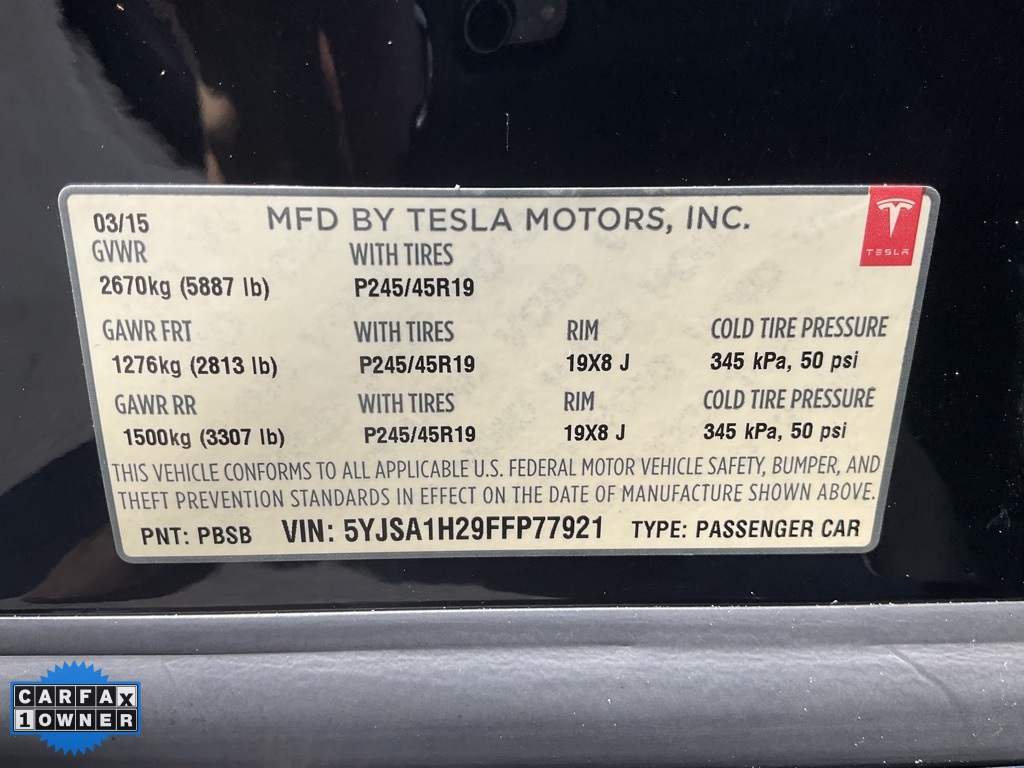 03/15 MFD BY TESLA MOTORS, INC.
TESLA
GVWR WITH TIRES
2670kg (5887 lb) P245/45R19
GAWR FRT WITH TIRES RIM COLD TIRE PRESSURE
1276kg (2813 lb) P245/45R19 19X8 J 345 kPa, 50 psi
GAWR RR WITH TIRES RIM COLD TIRE PRESSURE
1500kg (3307 lb) P245/45R19 19X8 J 345 kPa, 50 psi
THIS VEHICLE CONFORMS TO ALL APPLICABLE U.S. FEDERAL MOTOR VEHICLE SAFETY, BUMPER, AND
THEFT PREVENTION STANDARDS IN EFFECT ON THE DATE OF MANUFACTURE SHOWN ABOVE.
PNT: PBSB VIN: 5YJSA1H29FFP77921 TYPE: PASSENGER CAR
CARFAX
1 OWNER